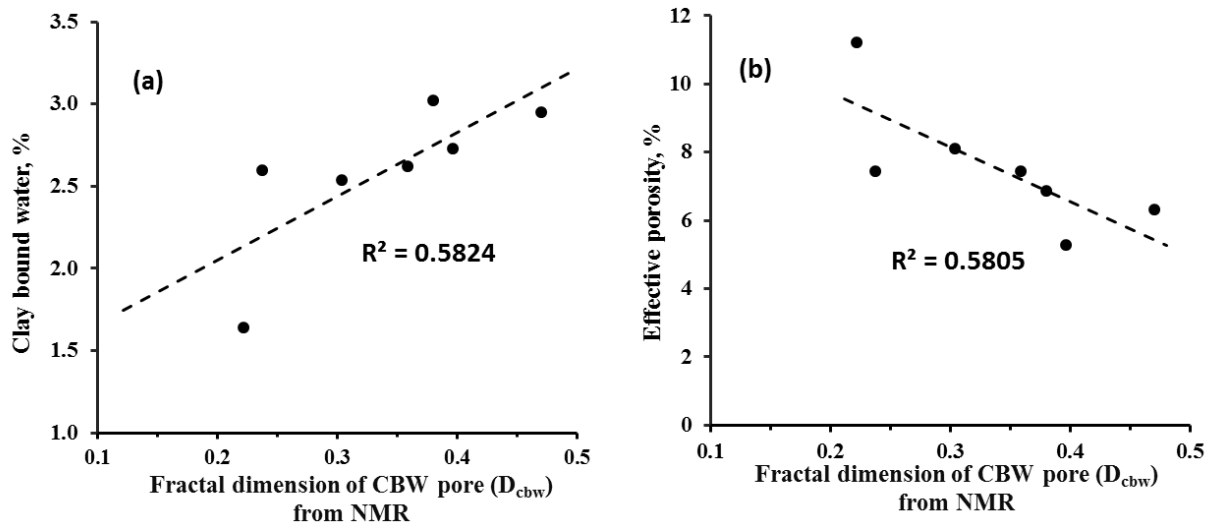 (a)
Clay bound water, %
3.5
3.0
2.5
2.0
1.5
1.0
R² = 0.5824
0.1 0.2 0.3 0.4 0.5
Fractal dimension of CBW pore (D_cbw)
from NMR
(b)
Effective porosity, %
12
10
8
6
4
2
0
R² = 0.5805
0.1 0.2 0.3 0.4 0.5
Fractal dimension of CBW pore (D_cbw)
from NMR